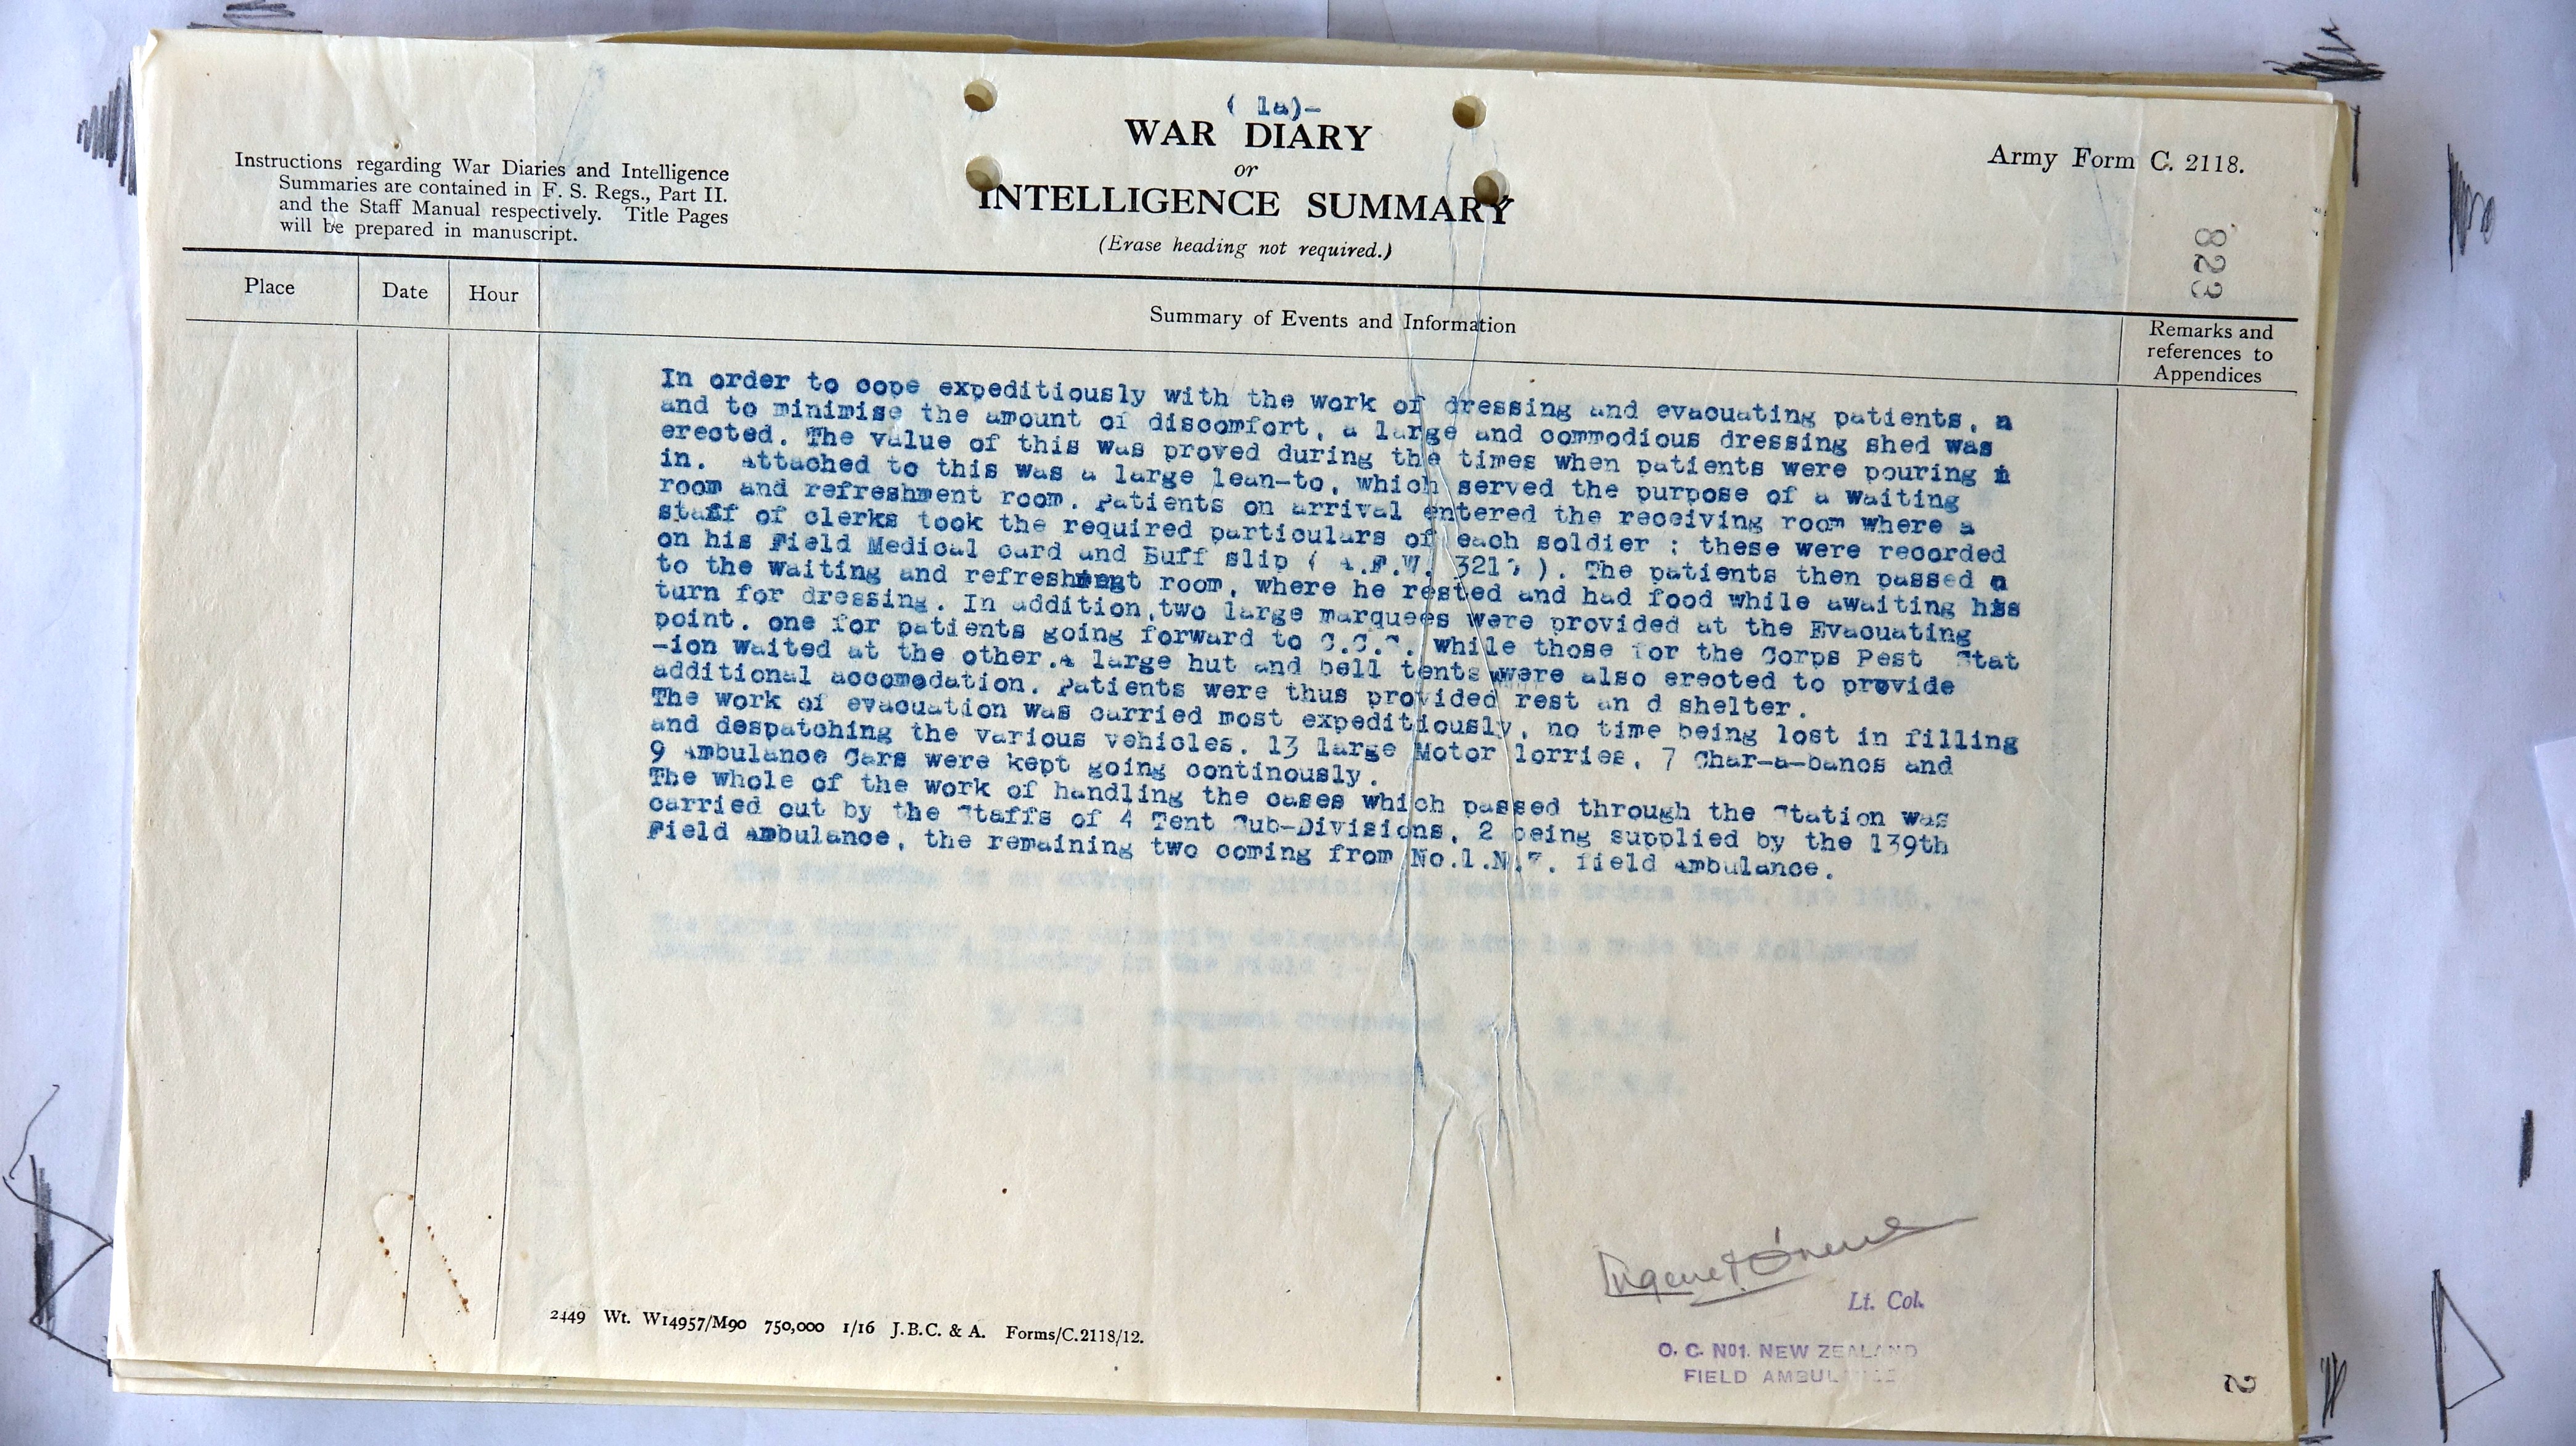 ( 1a)-
WAR DIARY
or
INTELLIGENCE SUMMARY
(Erase heading not required.)
Army Form C. 2118.
Instructions regarding War Diaries and Intelligence
Summaries are contained in F. S. Regs., Part II.
and the Staff Manual respectively. Title Pages
will be prepared in manuscript.
823
Place
Date
Hour
Summary of Events and Information
Remarks and
references to
Appendices
In order to cope expeditiously with the work of dressing and evacuating patients,
and to minimise the amount of discomfort, a large and commodious dressing shed was
erected. The value of this was proved during the times when patients were pouring
in. Attached to this was a large lean-to, which served the purpose of a waiting
room and refreshment room. Patients on arrival entered the receiving room where a
staff of clerks took the required particulars of each soldier ; these were recorded
on his Field Medical card and Buff slip ( A.F.W. 321 ). The patients then passed
to the waiting and refreshment room, where he rested and had food while awaiting his
turn for dressing. In addition,two large marquees were provided at the Evacuating
point. one for patients going forward to C.C.S. while those for the Corps Rest Stat
-ion waited at the other.A large hut and bell tents were also erected to provide
additional accomodation. Patients were thus provided rest an d shelter.
The work of evacuation was carried most expeditiously, no time being lost in filling
and despatching the various vehicles. 13 large Motor lorries, 7 Char-a-bancs and
9 Ambulance Cars were kept going continously.
The whole of the work of handling the cases which passed through the Station was
carried out by the Staffs of 4 Tent Sub-Divisions, 2 being supplied by the 139th
Field Ambulance, the remaining two coming from No.1.N.Z. field Ambulance.
Lt. Col.
O. C. No1. NEW ZEALAND
FIELD AMBULANCE
2449 Wt. W14957/M90 750,000 1/16 J.B.C. & A. Forms/C.2118/12.
2